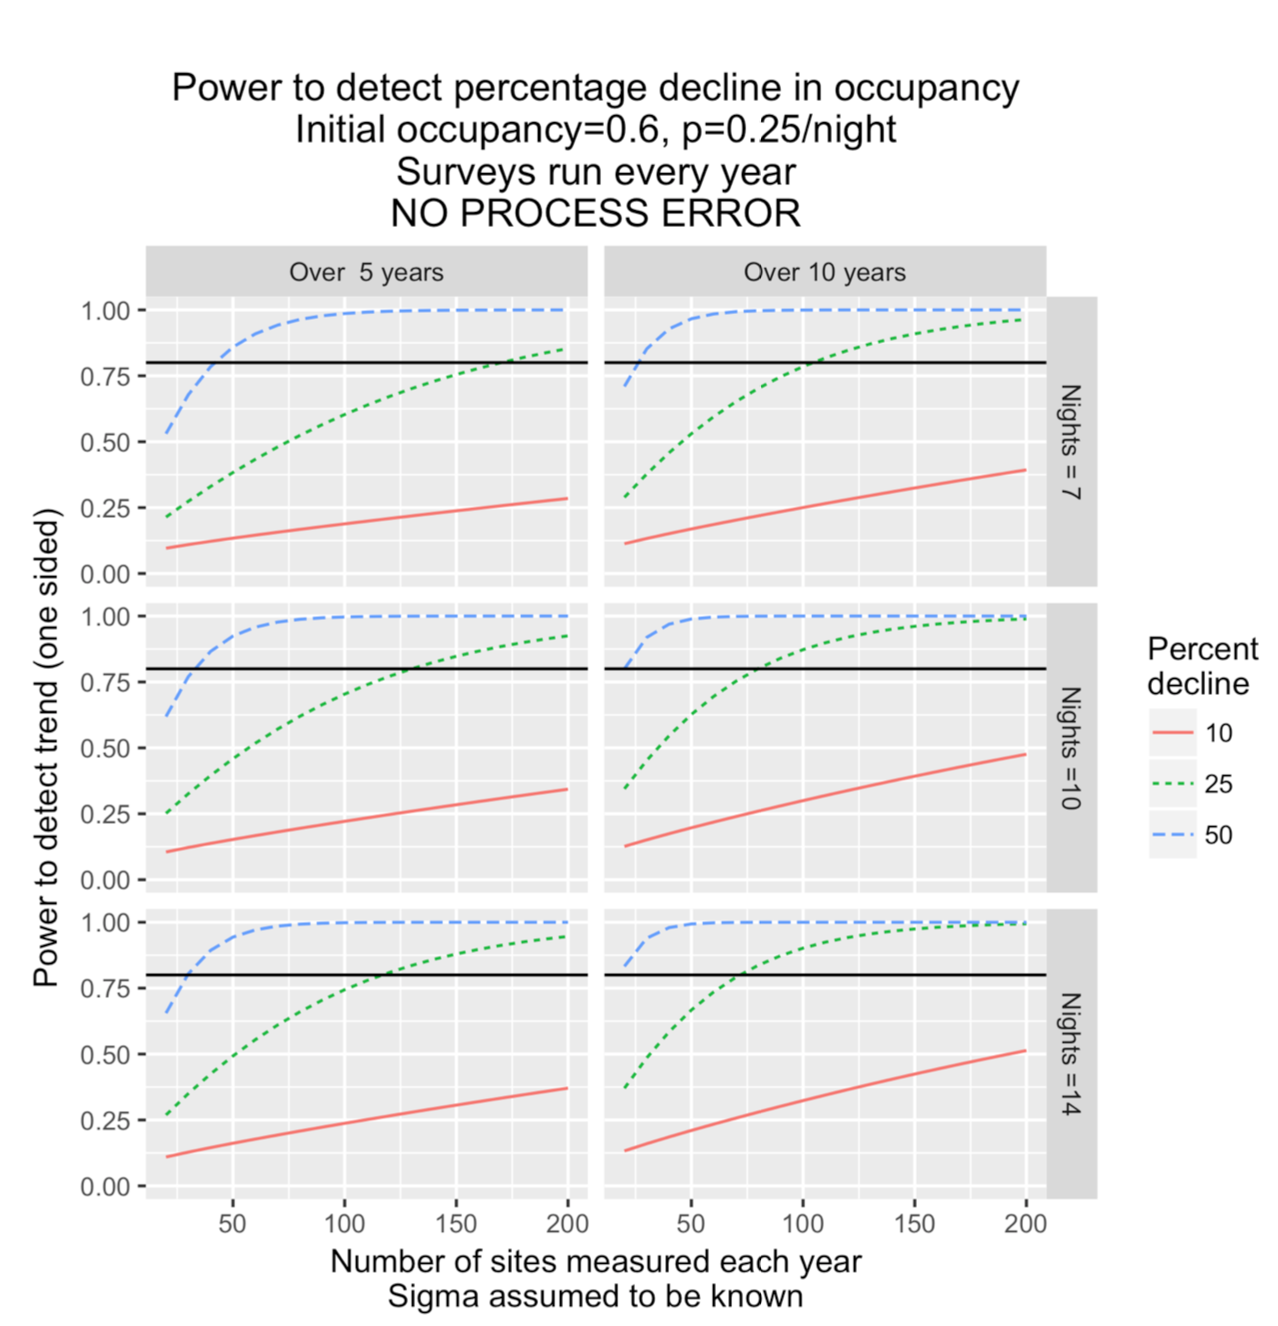 Power to detect percentage decline in occupancy
Initial occupancy=0.6, p=0.25/night
Surveys run every year
NO PROCESS ERROR
Over  5 years
Over 10 years
1.00
0.75
0.50
0.25
0.00
Nights = 7
1.00
0.75
0.50
0.25
0.00
Nights =10
1.00
0.75
0.50
0.25
0.00
Nights =14
Power to detect trend (one sided)
50 100 150 200
50 100 150 200
Number of sites measured each year
Sigma assumed to be known
Percent
decline
10
25
50